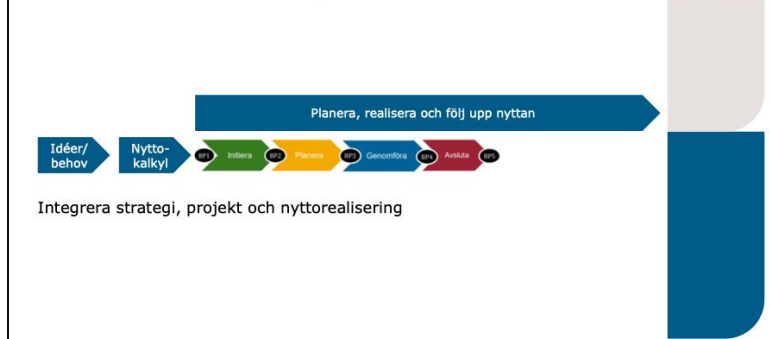 Planera, realisera och följ upp nyttan
Idéer/
behov
Nytto-
kalkyl
BP1
Initiera
BP2
Planera
BP3
Genomföra
BP4
Avsluta
BP5
Integrera strategi, projekt och nyttorealisering